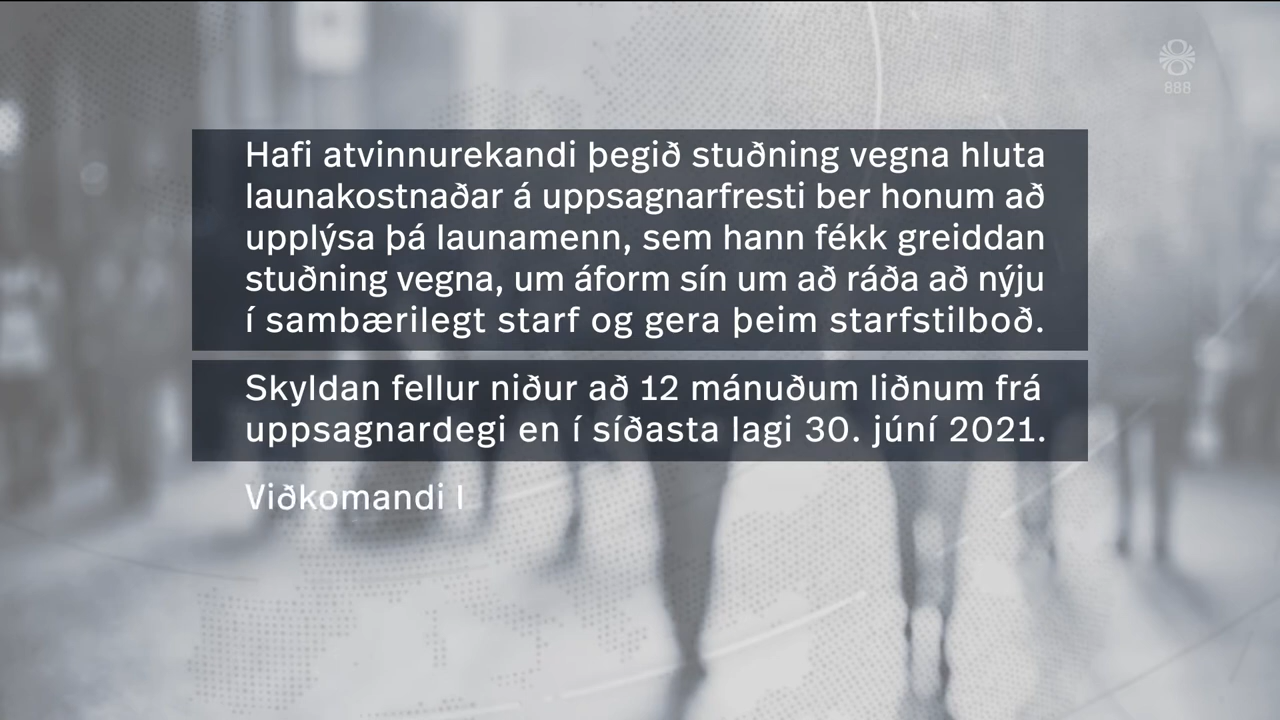 888
Hafi atvinnurekandi þegið stuðning vegna hluta
launakostnaðar á uppsagnarfresti ber honum að
upplýsa þá launamenn, sem hann fékk greiddan
stuðning vegna, um áform sín um að ráða að nýju
í sambærilegt starf og gera þeim starfstilboð.
Skyldan fellur niður að 12 mánuðum liðnum frá
uppsagnardegi en í síðasta lagi 30. júní 2021.
Viðkomandi